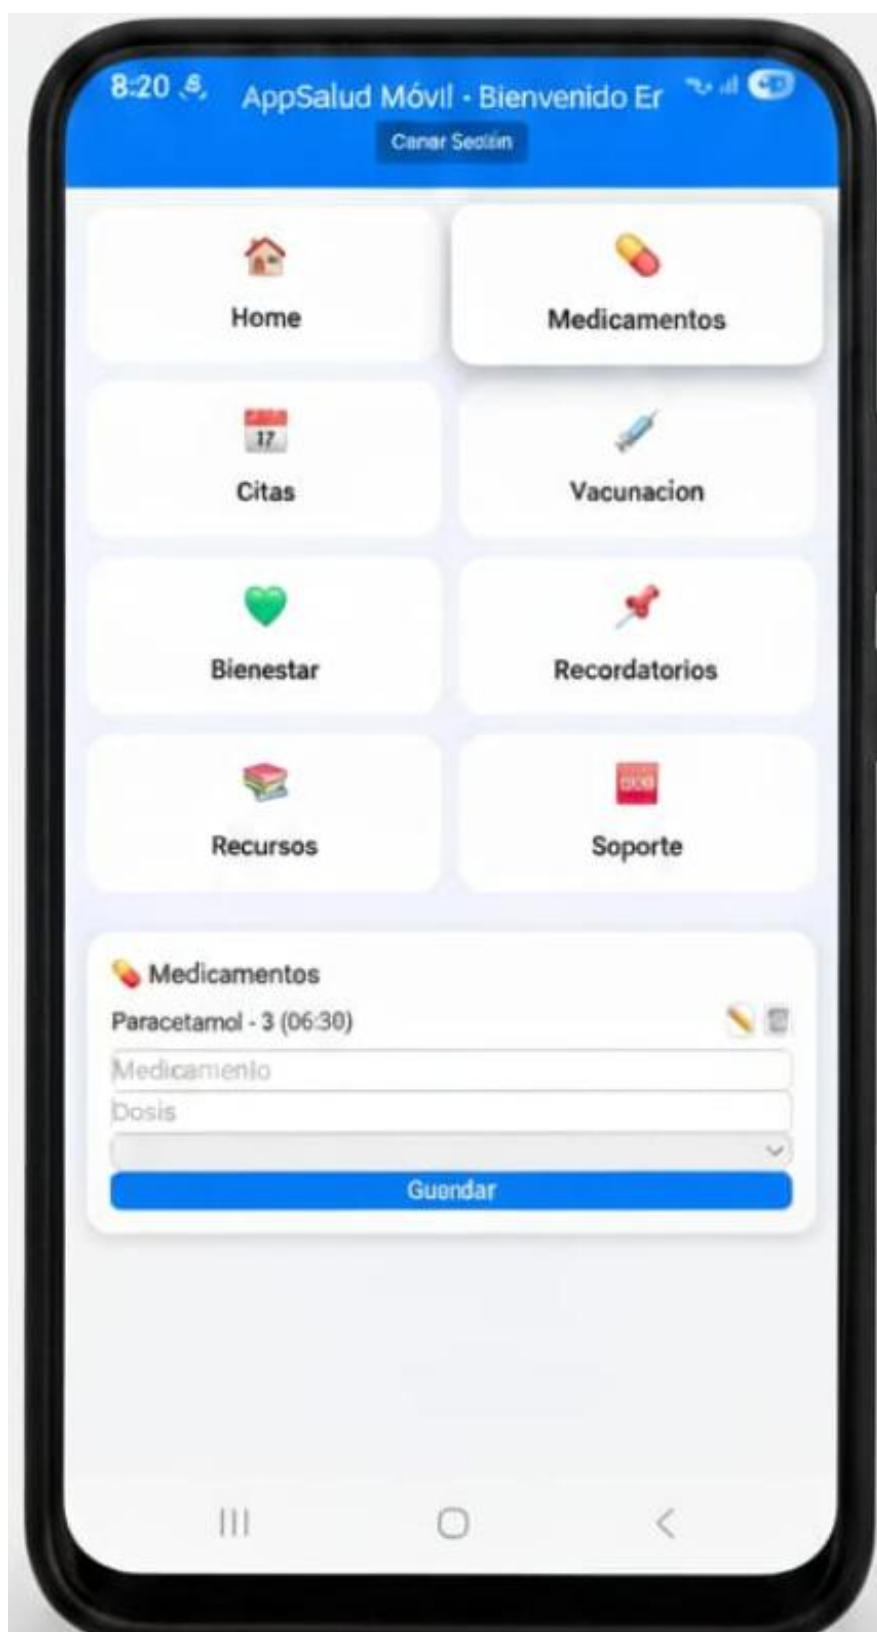 8:20
AppSalud Móvil - Bienvenido Er
Home
Medicamentos
17
Citas
Vacunacion
Bienestar
Recordatorios
Recursos
Soporte
Medicamentos
Paracetamol - 3 (06:30)
Medicamento
Dosis
Guondar